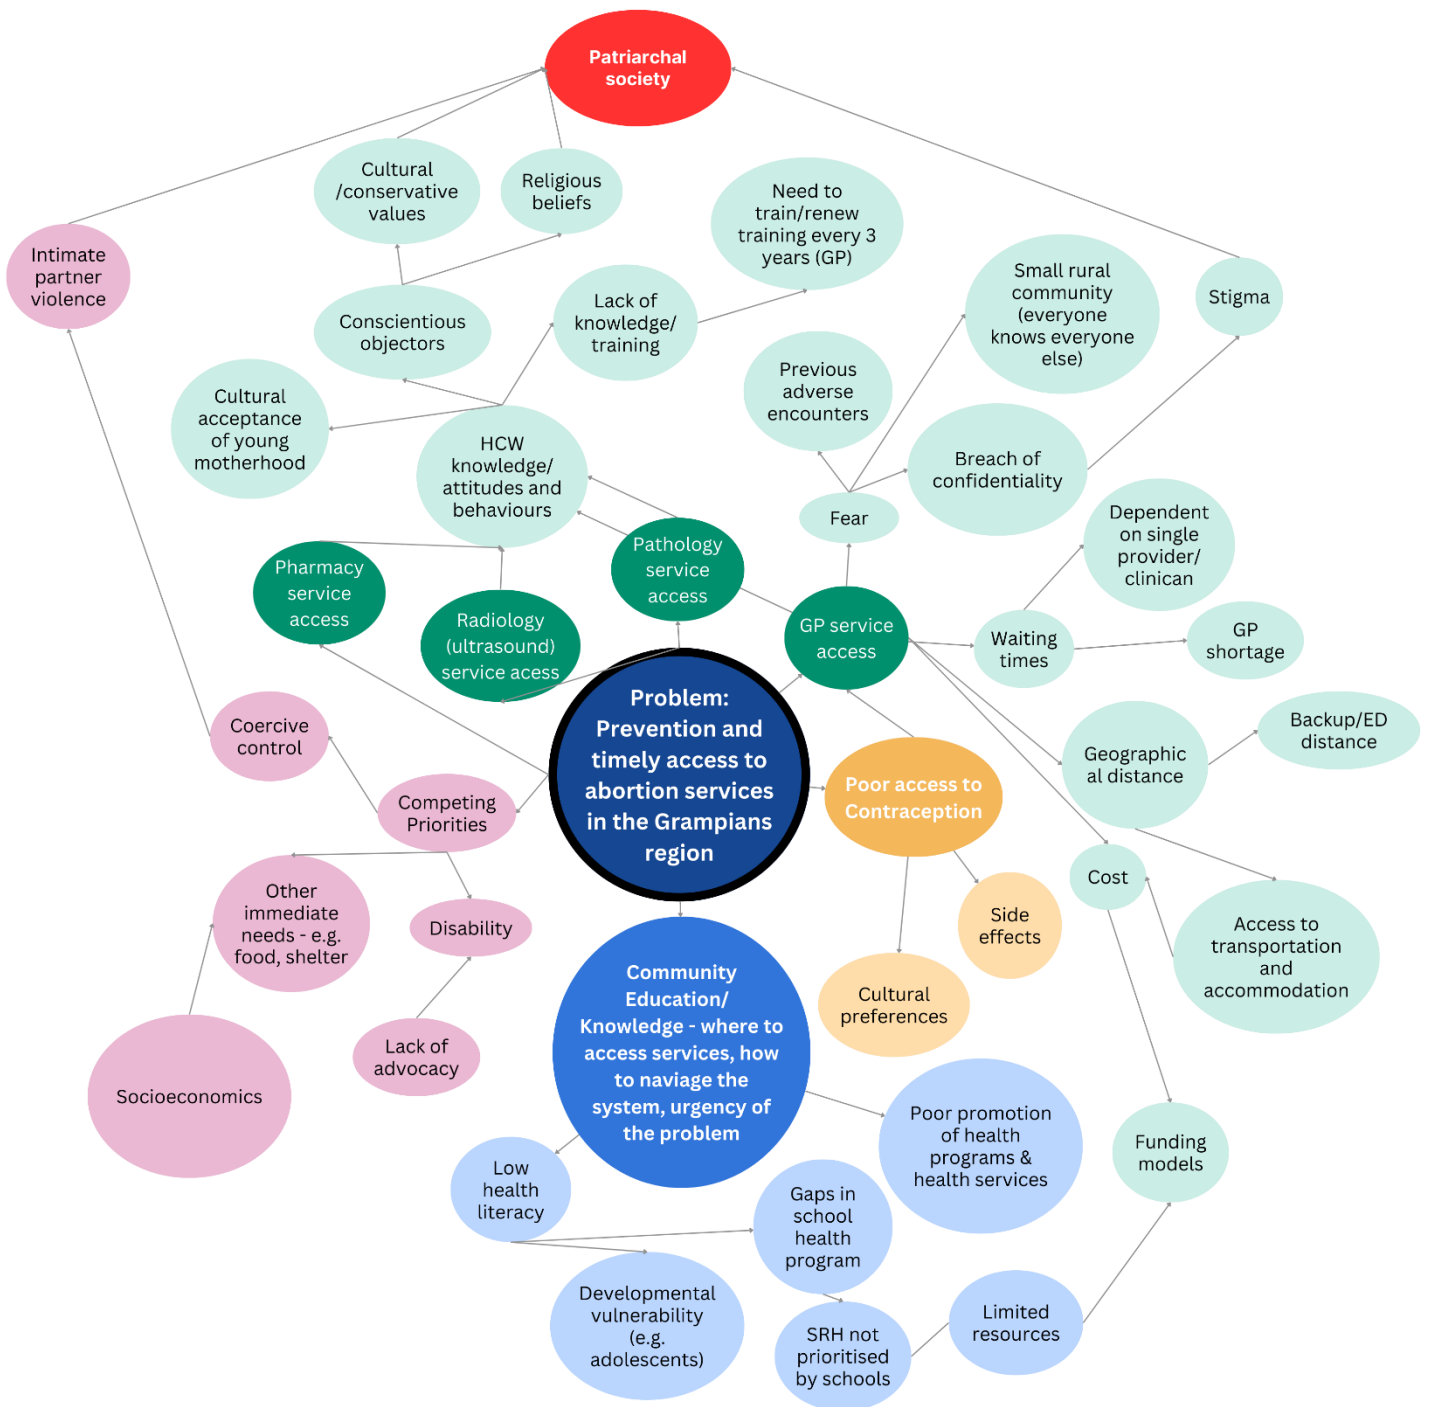 Patriarchal
society
Cultural
/conservative
values
Religious
beliefs
Need to
train/renew
training every 3
years (GP)
Intimate
partner
violence
Small rural
community
(everyone
knows everyone
else)
Stigma
Conscientious
objectors
Lack of
knowledge/
training
Previous
adverse
encounters
Cultural
acceptance
of young
motherhood
HCW
knowledge/
attitudes and
behaviours
Breach of
confidentiality
Fear
Dependent
on single
provider/
clinican
Pharmacy
service
access
Pathology
service
access
Radiology
(ultrasound)
service acess
GP service
access
Waiting
times
GP
shortage
Problem:
Prevention and
timely access to
abortion services
in the Grampians
region
Coercive
control
Geographic
al distance
Backup/ED
distance
Competing
Priorities
Poor access to
Contraception
Cost
Other
immediate
needs - e.g.
food, shelter
Disability
Side
effects
Access to
transportation
and
accommodation
Cultural
preferences
Community
Education/
Knowledge - where to
access services, how
to naviage the
system, urgency of
the problem
Lack of
advocacy
Socioeconomics
Poor promotion
of health
programs &
health services
Funding
models
Low
health
literacy
Gaps in
school
health
program
Developmental
vulnerability
(e.g.
adolescents)
SRH not
prioritised
by schools
Limited
resources